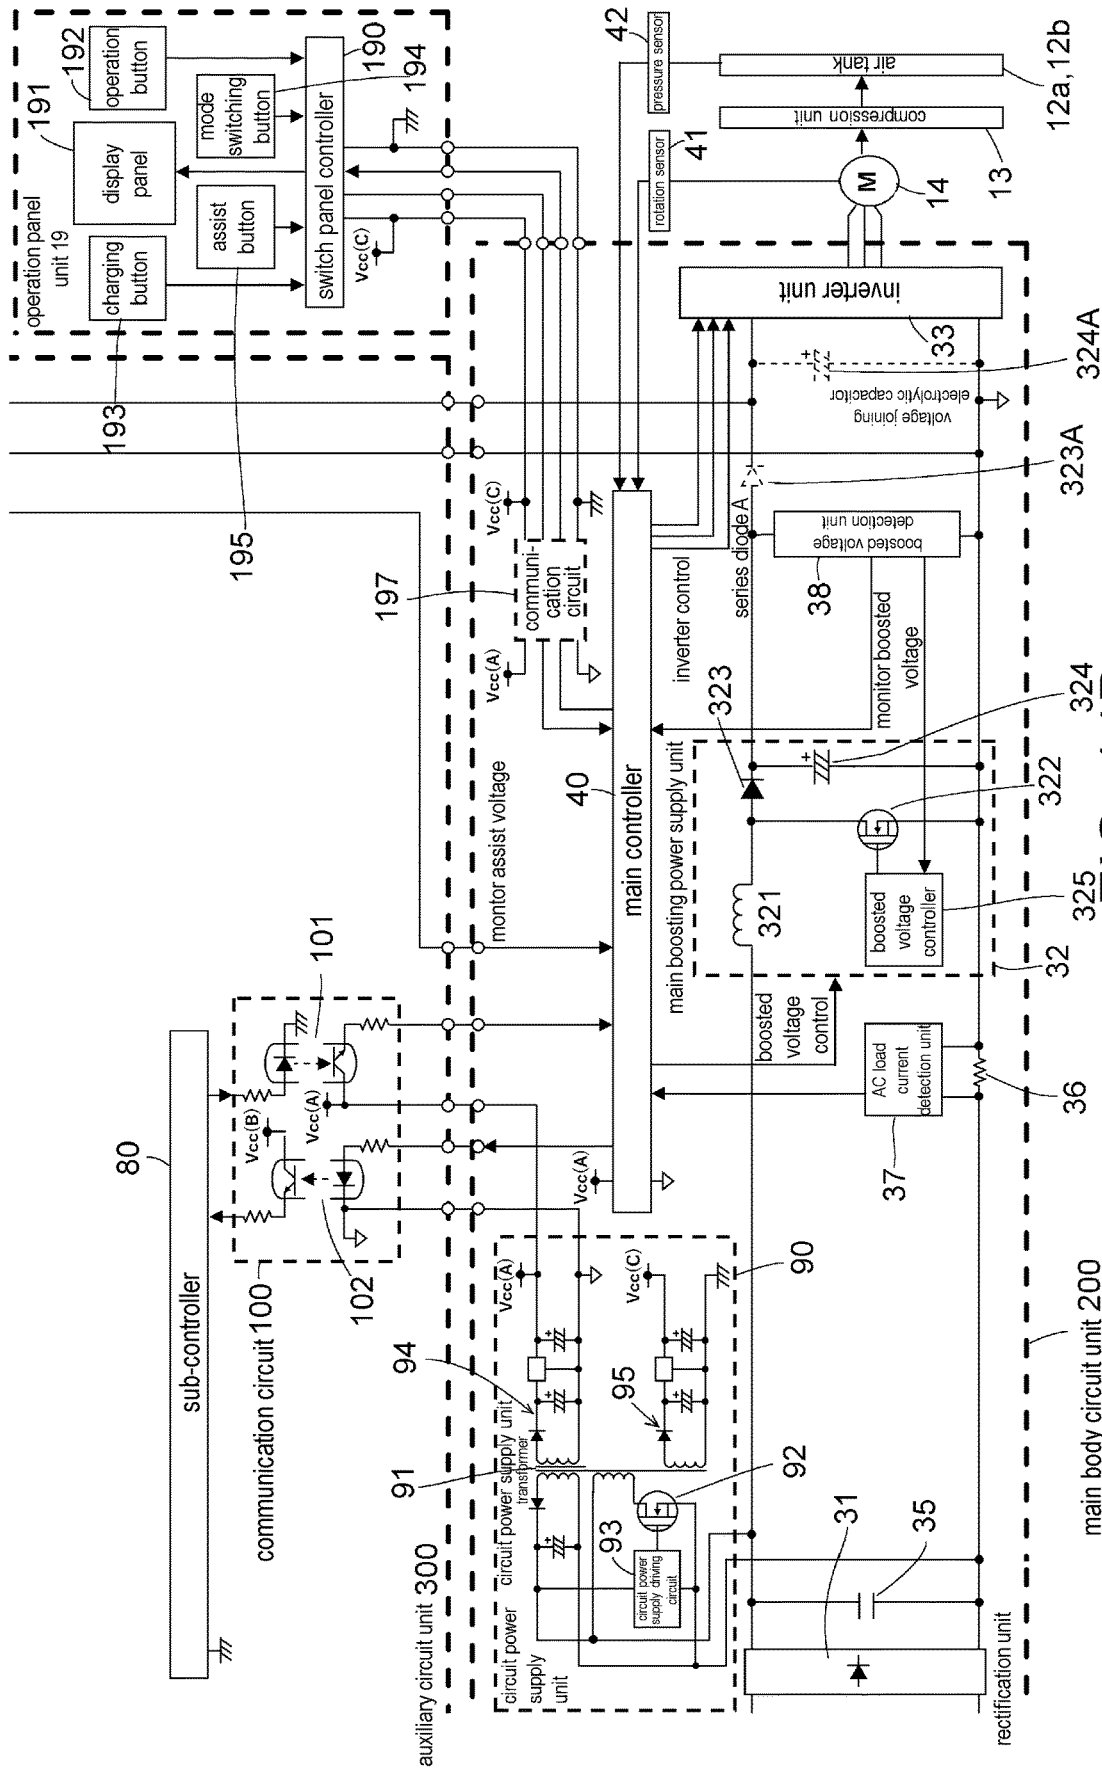 42
pressure sensor
air tank
12a,12b
compression unit
13
41
rotation sensor
M
14
192
operation
button
190
191
display
panel
mode
switching
button
194
switch panel controller
assist
button
charging
button
operation panel
unit 19
193
195
Vcc(C)
inverter unit
33
324A
voltage joining
electrolytic capacitor
323A
series diode A
boosted voltage
detection unit
38
Vcc(C)
197
communi-
cation
circuit
Vcc(A)
inverter control
monitor boosted
voltage
323
324
322
325
boosted
voltage
controller
321
32
main boosting power supply unit
40
main controller
montor assist voltage
boosted
voltage
control
AC load
current
detection unit
36
37
101
80
Vcc(B)
Vcc(A)
102
communication circuit 100
sub-controller
Vcc(A)
Vcc(A)
Vcc(C)
90
94
95
circuit power supply unit
91
transformer
92
93
circuit power
supply driving
circuit
circuit power
supply
unit
auxiliary circuit unit 300
31
35
rectification unit
main body circuit unit 200